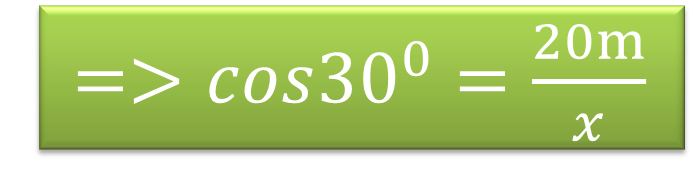 => cos30⁰ = 20m/x